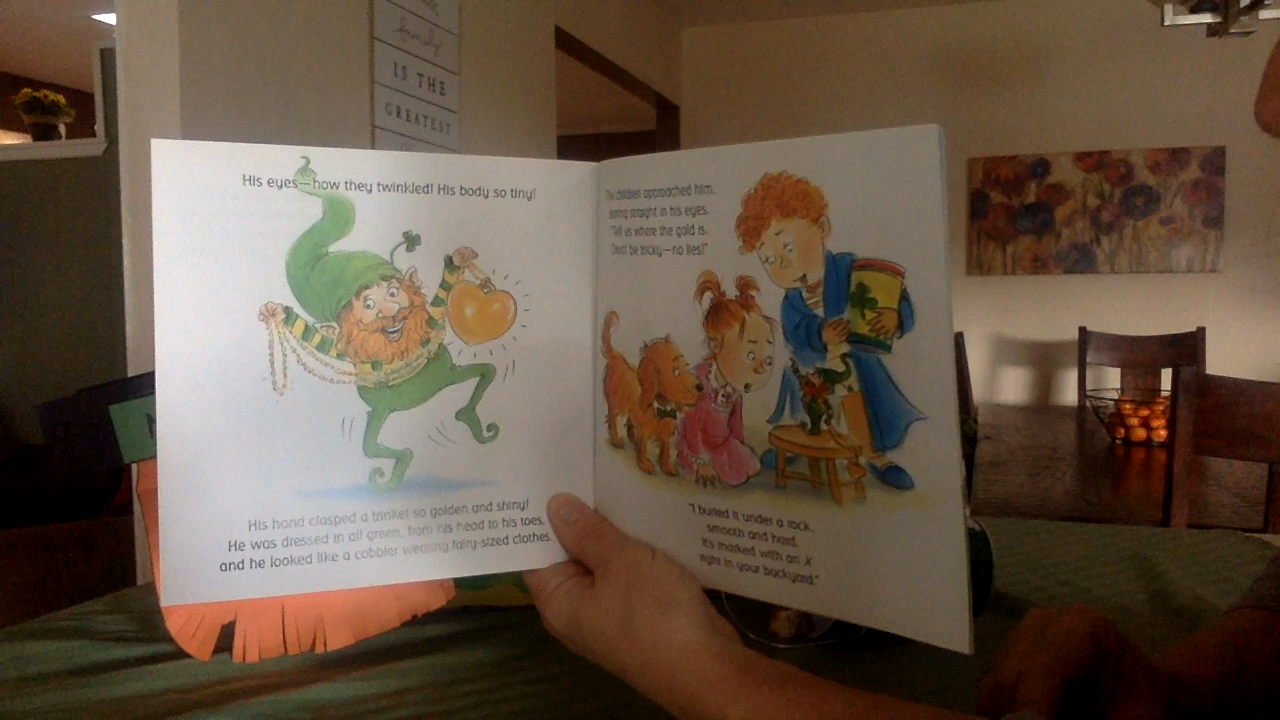 family
IS THE
GREATEST
His eyes—how they twinkled! His body so tiny!
His hand clasped a trinket so golden and shiny!
He was dressed in all green, from his head to his toes,
and he looked like a cobbler wearing fairy-sized clothes.
The children approached him,
staring straight in his eyes.
"Tell us where the gold is.
Don't be tricky—no lies!"
"I buried it under a rock,
smooth and hard.
It's marked with an X
right in your backyard."